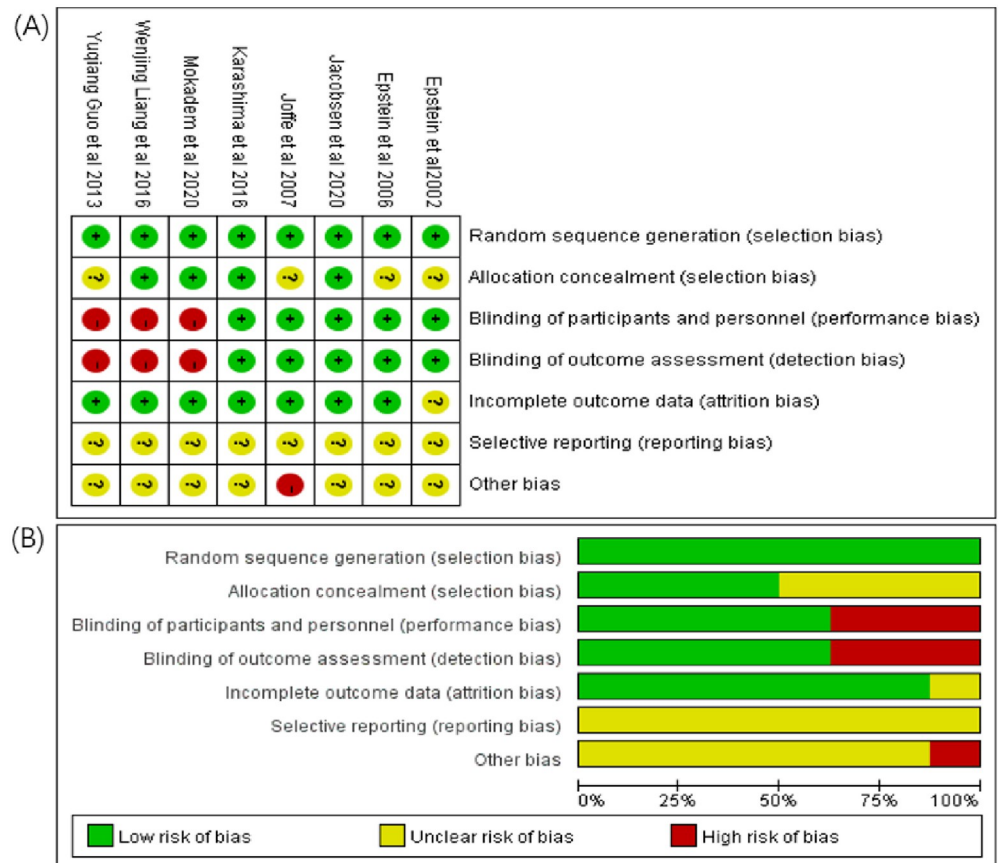 (A)
Yuqiang Guo et al 2013
Wenjing Liang et al 2016
Mokadem et al 2020
Karashima et al 2016
Joffe et al 2007
Jacobsen et al 2020
Epstein et al 2006
Epstein et al2002
+ + + + + + + + Random sequence generation (selection bias)
? + + + ? + ? ? Allocation concealment (selection bias)
- - - + + + + + Blinding of participants and personnel (performance bias)
- - - + + + + + Blinding of outcome assessment (detection bias)
+ + + + + + + ? Incomplete outcome data (attrition bias)
? ? ? ? ? ? ? ? Selective reporting (reporting bias)
? ? ? ? - ? ? ? Other bias
(B)
Random sequence generation (selection bias)
Allocation concealment (selection bias)
Blinding of participants and personnel (performance bias)
Blinding of outcome assessment (detection bias)
Incomplete outcome data (attrition bias)
Selective reporting (reporting bias)
Other bias
0% 25% 50% 75% 100%
Low risk of bias Unclear risk of bias High risk of bias